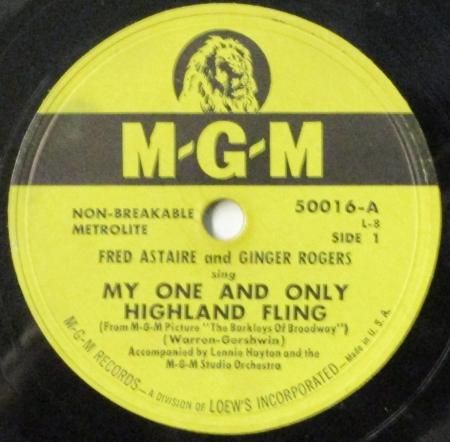 M-G-M
NON-BREAKABLE
METROLITE
50016-A
L-8
SIDE 1
FRED ASTAIRE and GINGER ROGERS
sing
MY ONE AND ONLY
HIGHLAND FLING
(From M-G-M Picture "The Barkleys Of Broadway")
(Warren-Gershwin)
Accompanied by Lennie Hayton and the
M-G-M Studio Orchestra
M-G-M RECORDS—A DIVISION OF LOEW'S INCORPORATED—Made in U.S.A.